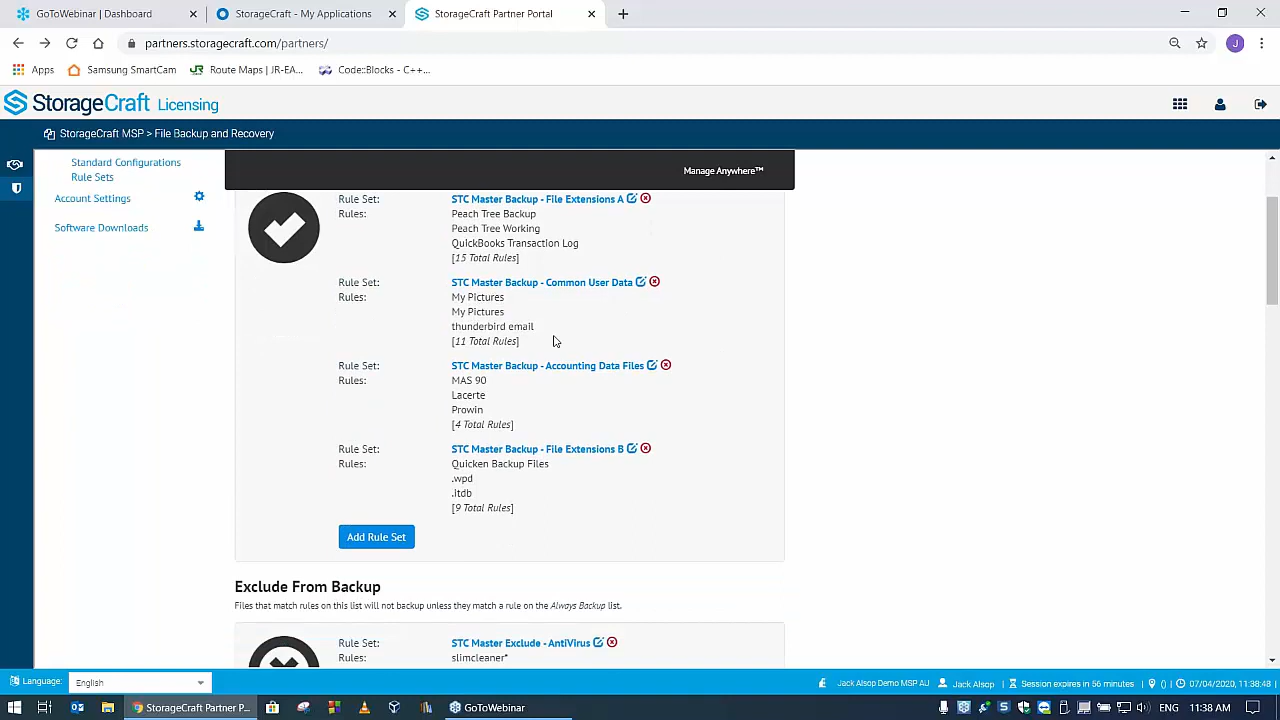 GoToWebinar | Dashboard
StorageCraft - My Applications
StorageCraft Partner Portal
partners.storagecraft.com/partners/
J
Apps
Samsung SmartCam
Route Maps | JR-EA...
Code::Blocks - C++...
StorageCraft Licensing
StorageCraft MSP > File Backup and Recovery
Standard Configurations
Rule Sets
Account Settings
Software Downloads
Manage Anywhere™
Rule Set: STC Master Backup - File Extensions A
Rules: Peach Tree Backup
Peach Tree Working
QuickBooks Transaction Log
[15 Total Rules]
Rule Set: STC Master Backup - Common User Data
Rules: My Pictures
My Pictures
thunderbird email
[11 Total Rules]
Rule Set: STC Master Backup - Accounting Data Files
Rules: MAS 90
Lacerte
Prowin
[4 Total Rules]
Rule Set: STC Master Backup - File Extensions B
Rules: Quicken Backup Files
.wpd
.itdb
[9 Total Rules]
Add Rule Set
Exclude From Backup
Files that match rules on this list will not backup unless they match a rule on the Always Backup list.
Rule Set: STC Master Exclude - AntiVirus
Rules: slimcleaner*
Language: English
Jack Alsop Demo MSP AU
Jack Alsop
Session expires in 56 minutes
()
07/04/2020, 11:38:48
StorageCraft Partner P...
GoToWebinar
ENG
11:38 AM